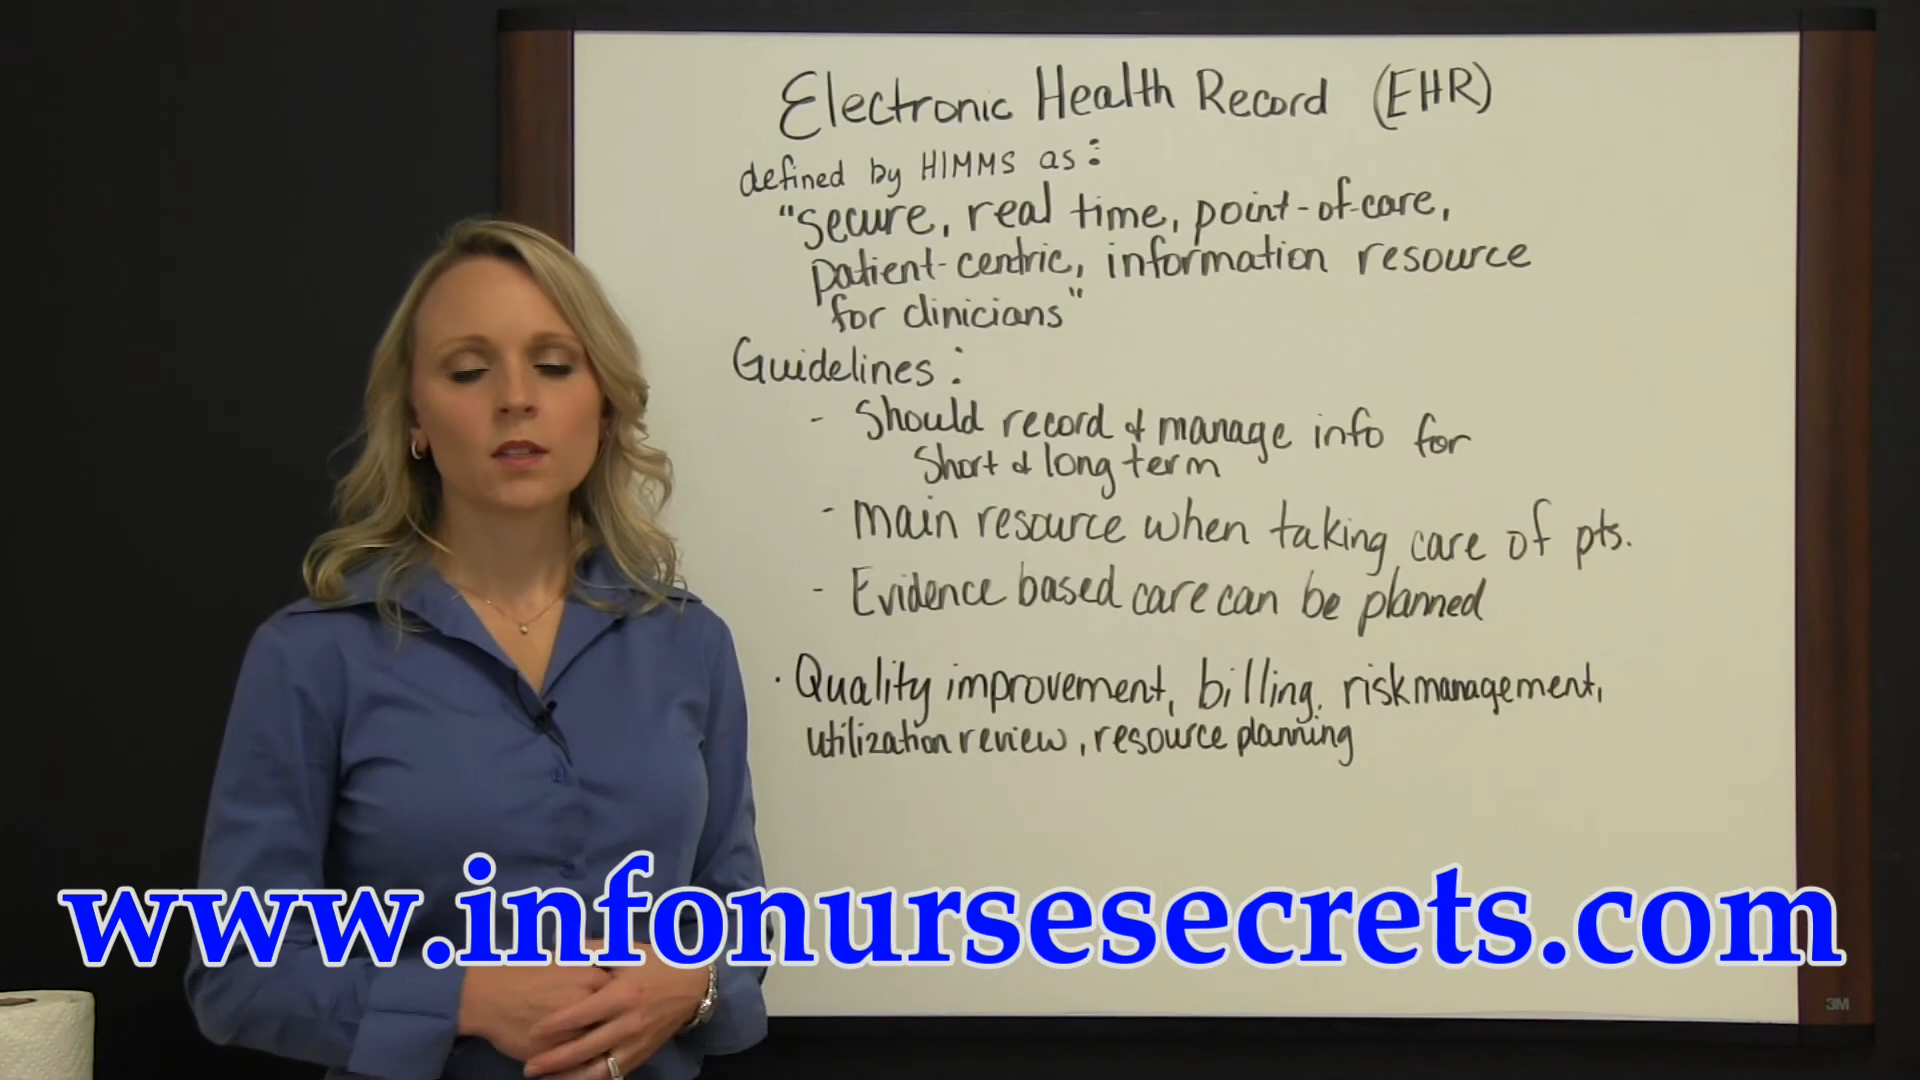 Electronic Health Record (EHR)
defined by HIMMS as:
"secure, real time, point-of-care,
patient-centric, information resource
for clinicians"
Guidelines:
- Should record & manage info for
short & long term
- main resource when taking care of pts.
- Evidence based care can be planned
· Quality improvement, billing, risk management,
utilization review, resource planning
www.infonursesecrets.com
3M